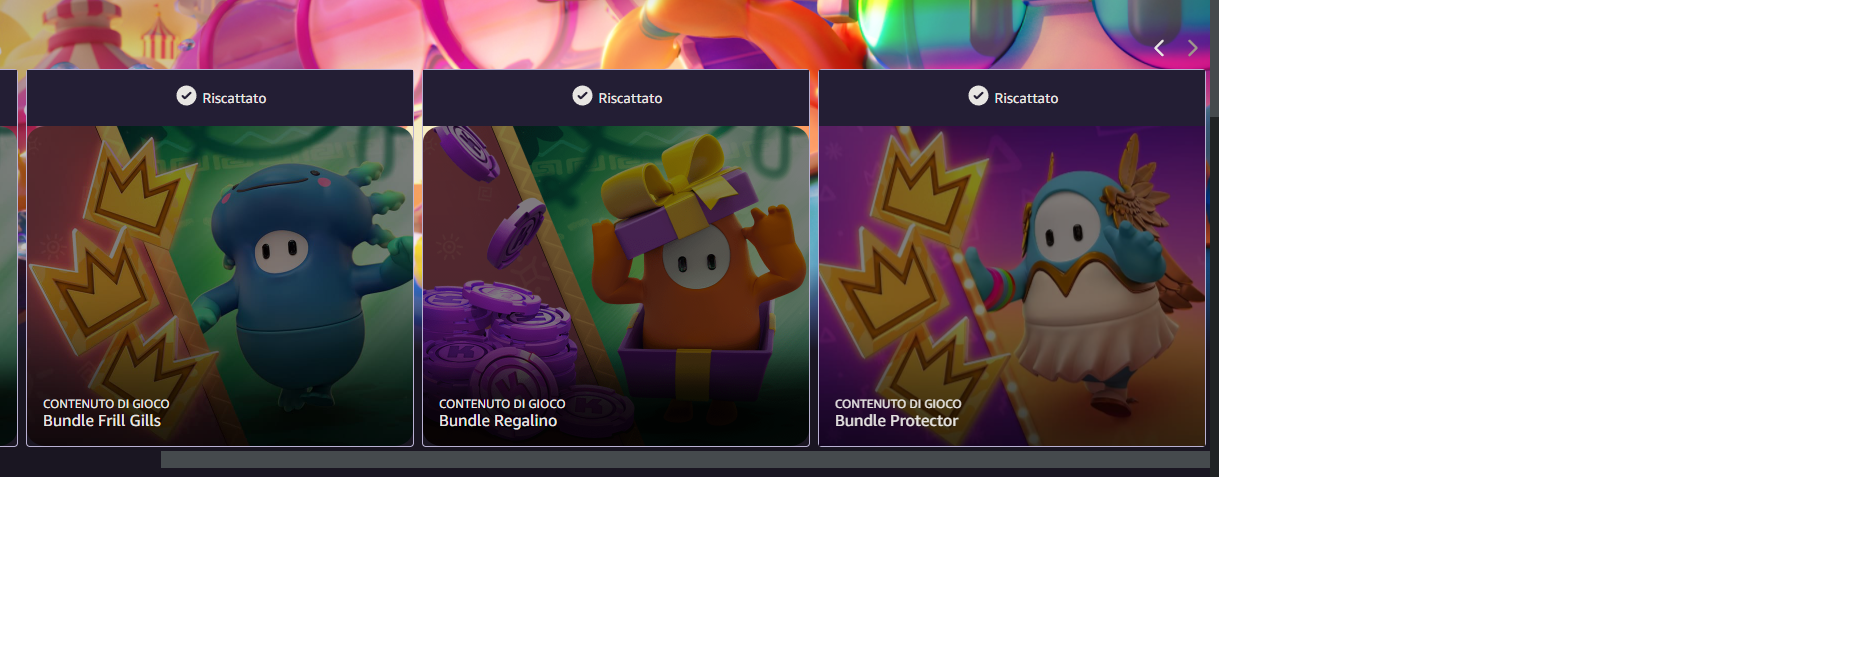 Riscattato
Riscattato
Riscattato
CONTENUTO DI GIOCO
Bundle Frill Gills
CONTENUTO DI GIOCO
Bundle Regalino
CONTENUTO DI GIOCO
Bundle Protector